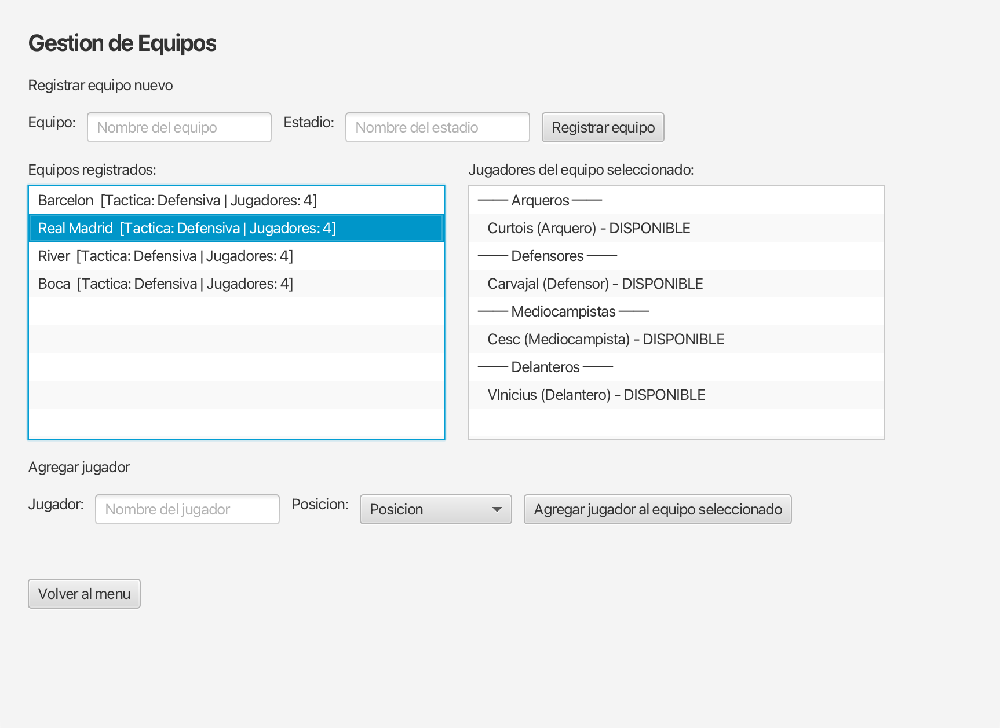 Gestion de Equipos
Registrar equipo nuevo
Equipo: Nombre del equipo Estadio: Nombre del estadio Registrar equipo
Equipos registrados:
Barcelon [Tactica: Defensiva | Jugadores: 4]
Real Madrid [Tactica: Defensiva | Jugadores: 4]
River [Tactica: Defensiva | Jugadores: 4]
Boca [Tactica: Defensiva | Jugadores: 4]
Jugadores del equipo seleccionado:
—— Arqueros ——
Curtois (Arquero) - DISPONIBLE
—— Defensores ——
Carvajal (Defensor) - DISPONIBLE
—— Mediocampistas ——
Cesc (Mediocampista) - DISPONIBLE
—— Delanteros ——
VInicius (Delantero) - DISPONIBLE
Agregar jugador
Jugador: Nombre del jugador Posicion: Posicion Agregar jugador al equipo seleccionado
Volver al menu